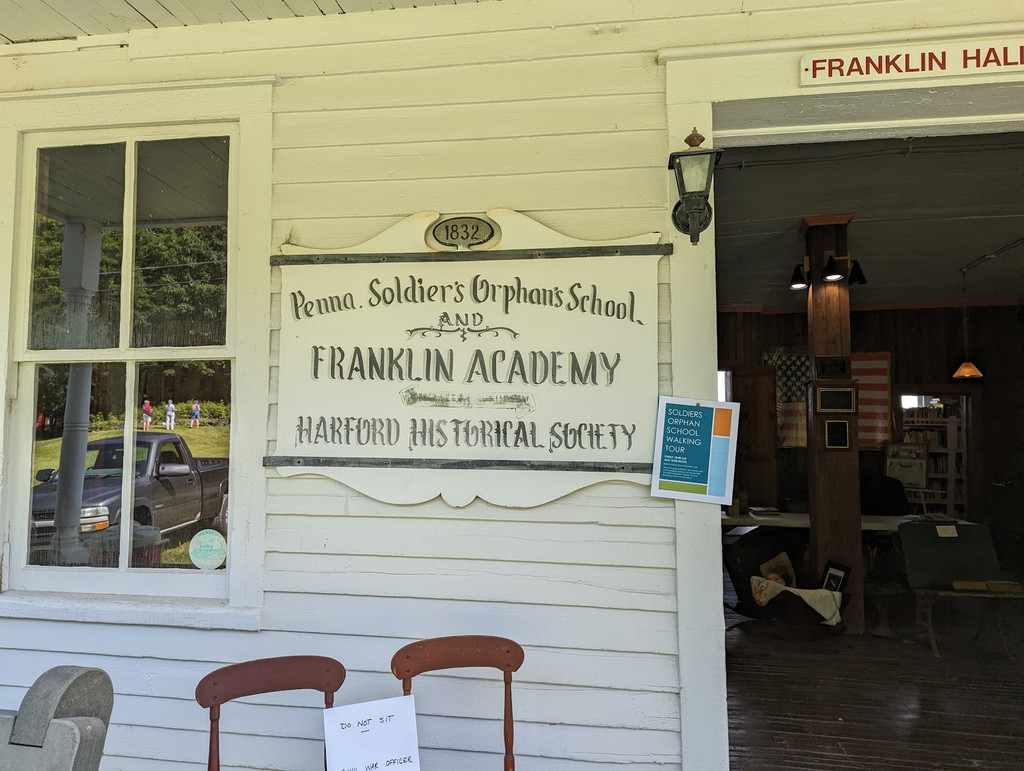 FRANKLIN HALL
1832
Penna. Soldier's Orphan's School
AND
FRANKLIN ACADEMY
HARFORD HISTORICAL SOCIETY
SOLDIERS
ORPHAN
SCHOOL
WALKING
TOUR
DO NOT SIT
WAR OFFICER